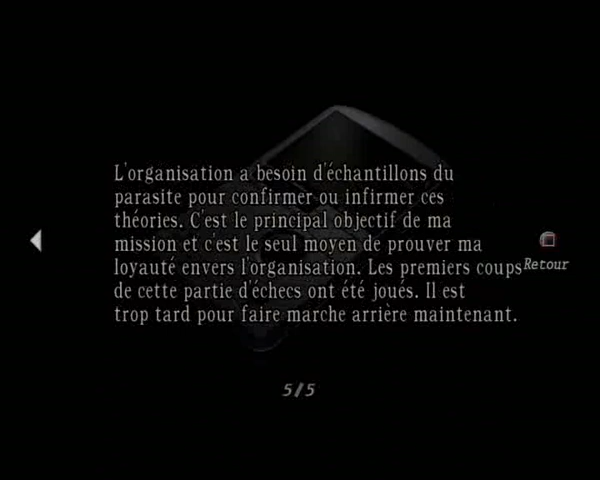 L'organisation a besoin d'échantillons du
parasite pour confirmer ou infirmer ces
théories. C'est le principal objectif de ma
mission et c'est le seul moyen de prouver ma
loyauté envers l'organisation. Les premiers coups
de cette partie d'échecs ont été joués. Il est
trop tard pour faire marche arrière maintenant.
Retour
5/5